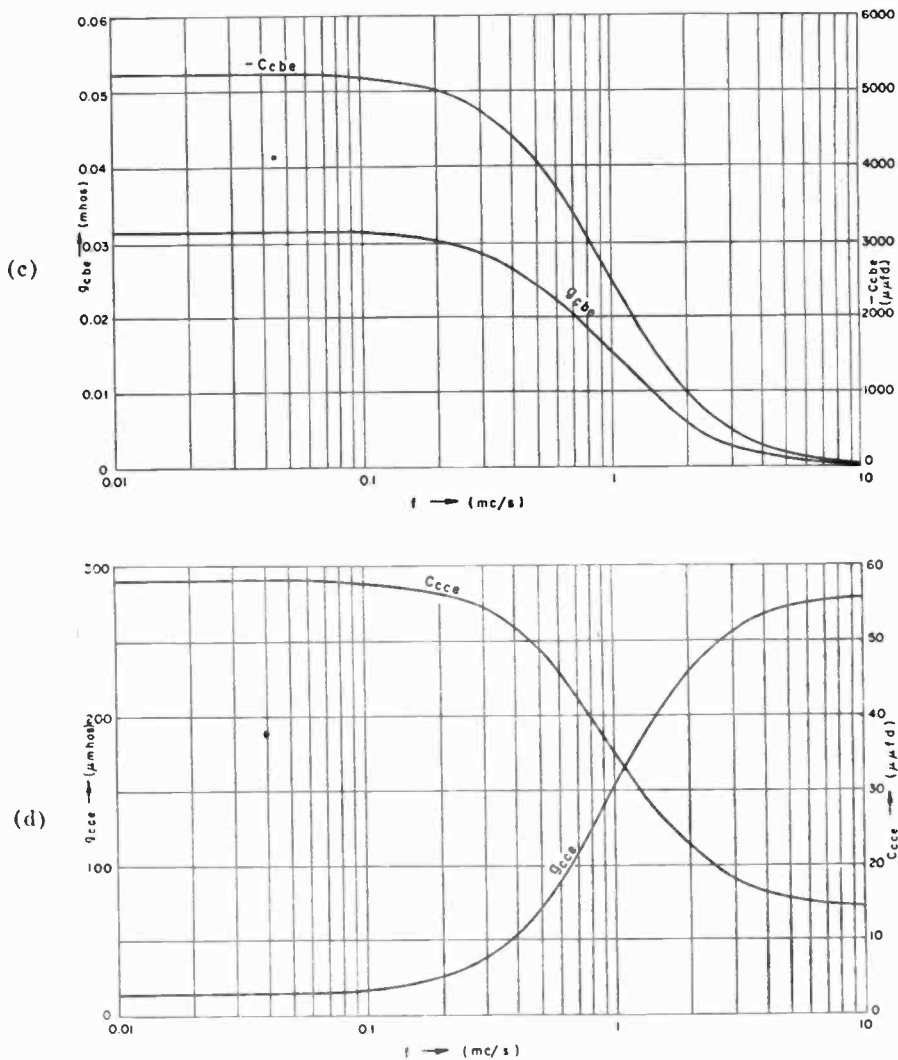 (c)
0.06
0.05
0.04
0.03
0.02
0.01
0
gcbe → (mhos)
-Ccbe
gcbe
6000
5000
4000
3000
2000
1000
0
-Ccbe → (μμfd)
0.01
0.1
1
10
f → (mc/s)
(d)
300
200
100
0
gcce → (μmhos)
Ccce
gcce
60
50
40
30
20
10
0
Ccce → (μμfd)
0.01
0.1
1
10
f → (mc/s)